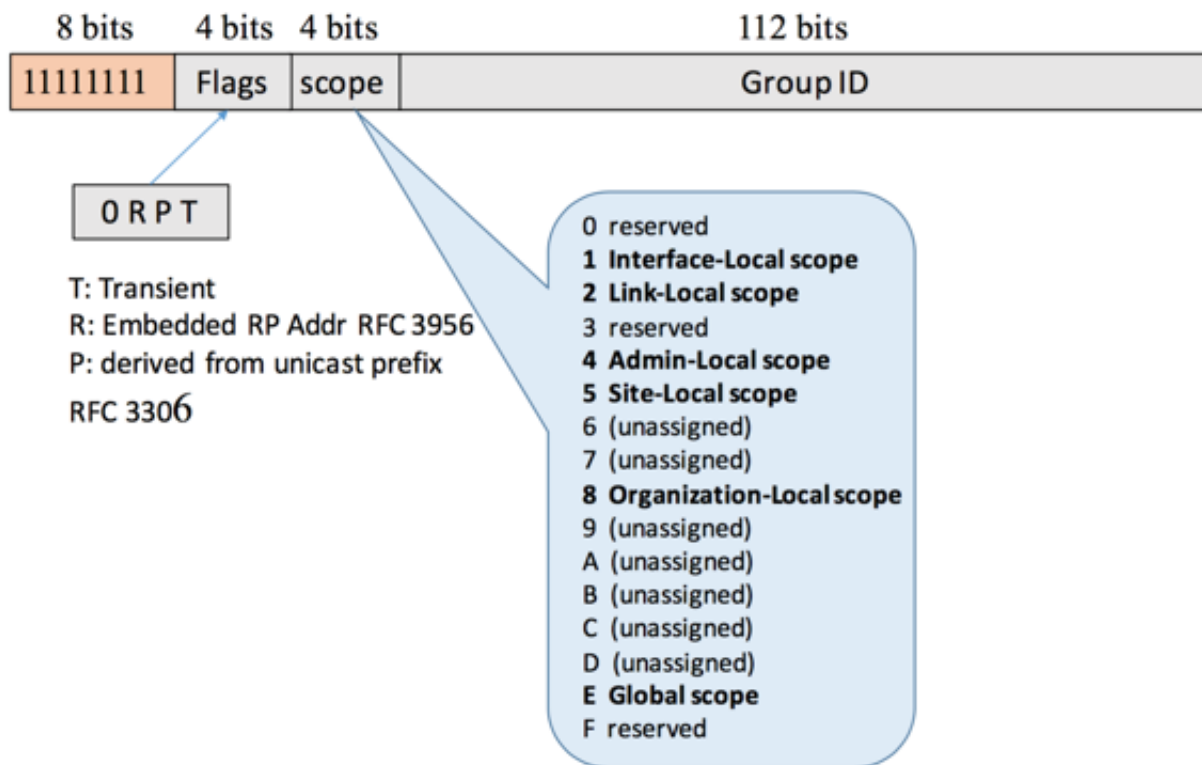 8 bits 4 bits 4 bits 112 bits
11111111 Flags scope Group ID
0 R P T
T: Transient
R: Embedded RP Addr RFC 3956
P: derived from unicast prefix
RFC 3306
0 reserved
1 Interface-Local scope
2 Link-Local scope
3 reserved
4 Admin-Local scope
5 Site-Local scope
6 (unassigned)
7 (unassigned)
8 Organization-Local scope
9 (unassigned)
A (unassigned)
B (unassigned)
C (unassigned)
D (unassigned)
E Global scope
F reserved